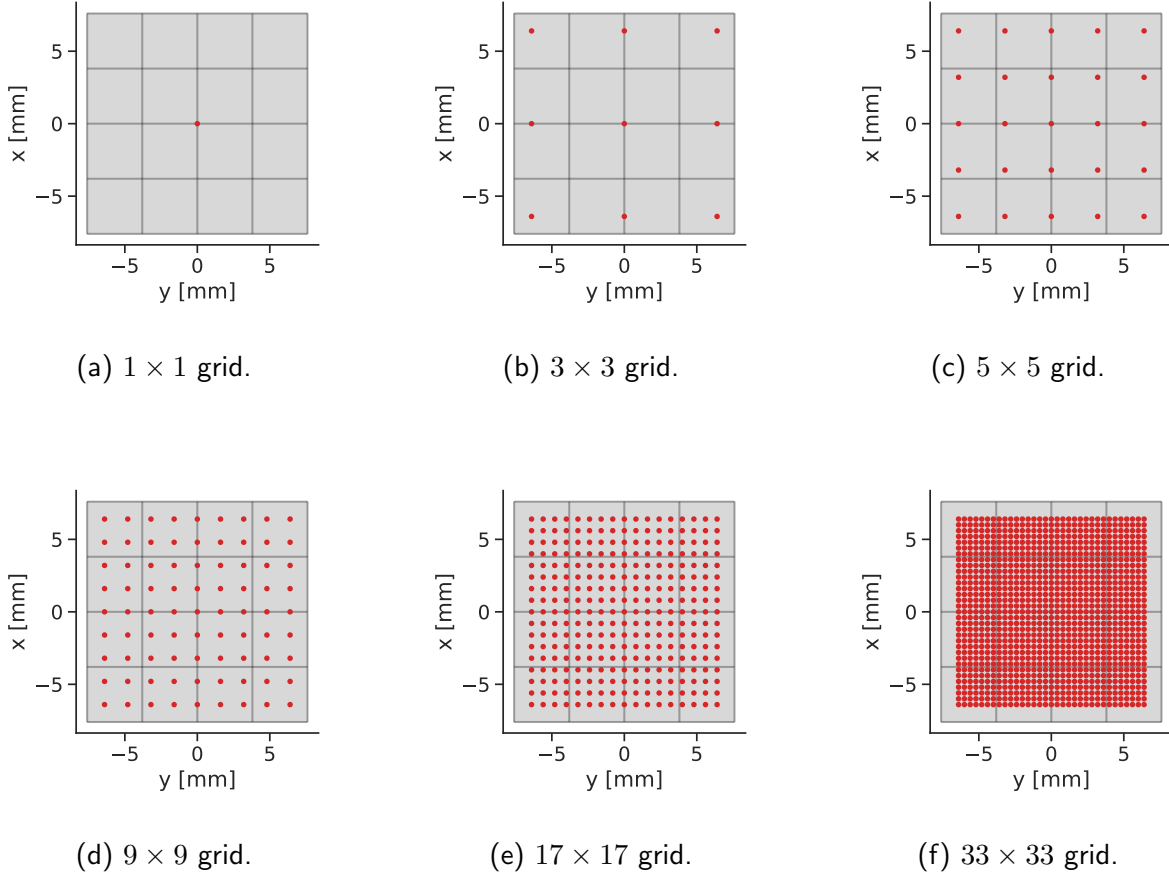 5
0
−5
x [mm]
−5 0 5
y [mm]
(a) 1 × 1 grid.
5
0
−5
x [mm]
−5 0 5
y [mm]
(b) 3 × 3 grid.
5
0
−5
x [mm]
−5 0 5
y [mm]
(c) 5 × 5 grid.
5
0
−5
x [mm]
−5 0 5
y [mm]
(d) 9 × 9 grid.
5
0
−5
x [mm]
−5 0 5
y [mm]
(e) 17 × 17 grid.
5
0
−5
x [mm]
−5 0 5
y [mm]
(f) 33 × 33 grid.